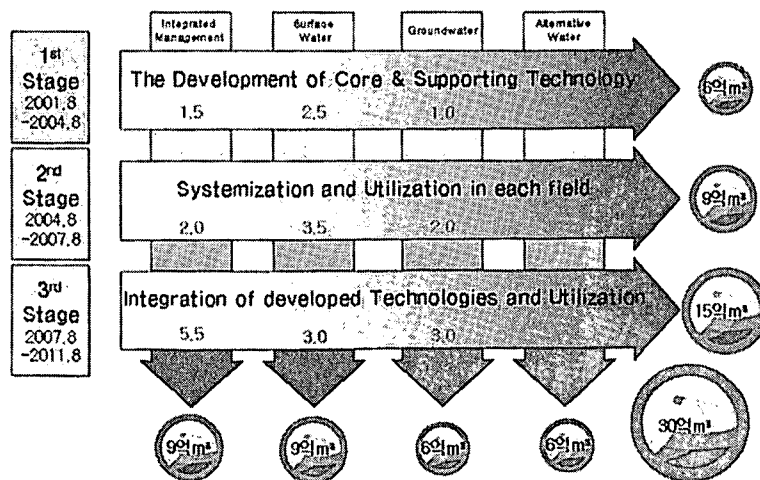 Integrated
Management
Surface
Water
Groundwater
Alternative
Water
1st
Stage
2001.8
-2004.8
The Development of Core & Supporting Technology
1.5
2.5
1.0
6억m³
2nd
Stage
2004.8
-2007.8
Systemization and Utilization in each field
2.0
3.5
2.0
9억m³
3rd
Stage
2007.8
-2011.8
Integration of developed Technologies and Utilization
5.5
3.0
3.0
15억m³
9억m³
9억m³
6억m³
6억m³
30억m³